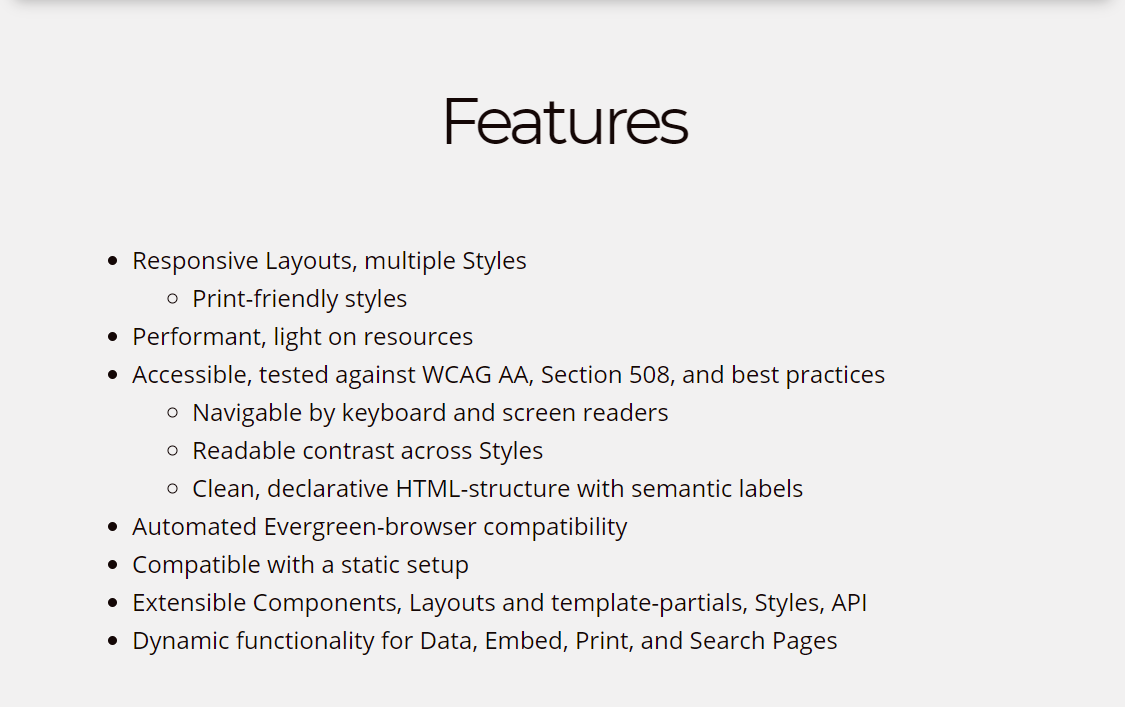 Features
Responsive Layouts, multiple Styles
Print-friendly styles
Performant, light on resources
Accessible, tested against WCAG AA, Section 508, and best practices
Navigable by keyboard and screen readers
Readable contrast across Styles
Clean, declarative HTML-structure with semantic labels
Automated Evergreen-browser compatibility
Compatible with a static setup
Extensible Components, Layouts and template-partials, Styles, API
Dynamic functionality for Data, Embed, Print, and Search Pages